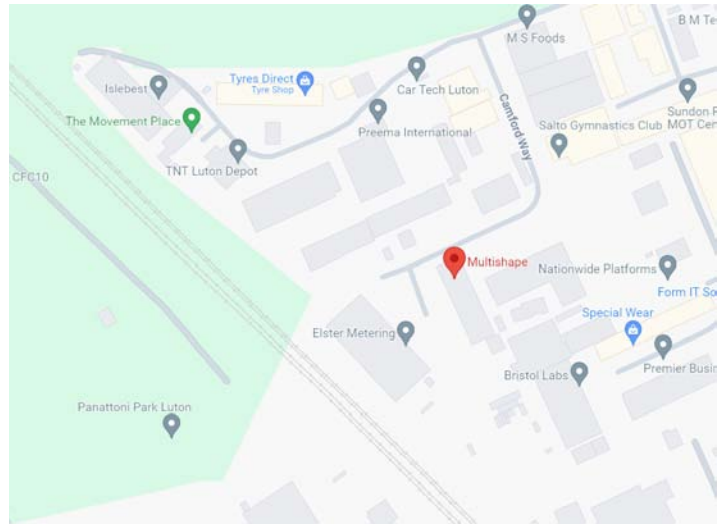 M S Foods
B M Te
Islebest
Tyres Direct
Tyre Shop
Car Tech Luton
The Movement Place
Preema International
Camford Way
Salto Gymnastics Club
Sundon P
MOT Cen
TNT Luton Depot
CFC10
Multishape
Nationwide Platforms
Form IT So
Special Wear
Elster Metering
Bristol Labs
Premier Busin
Panattoni Park Luton